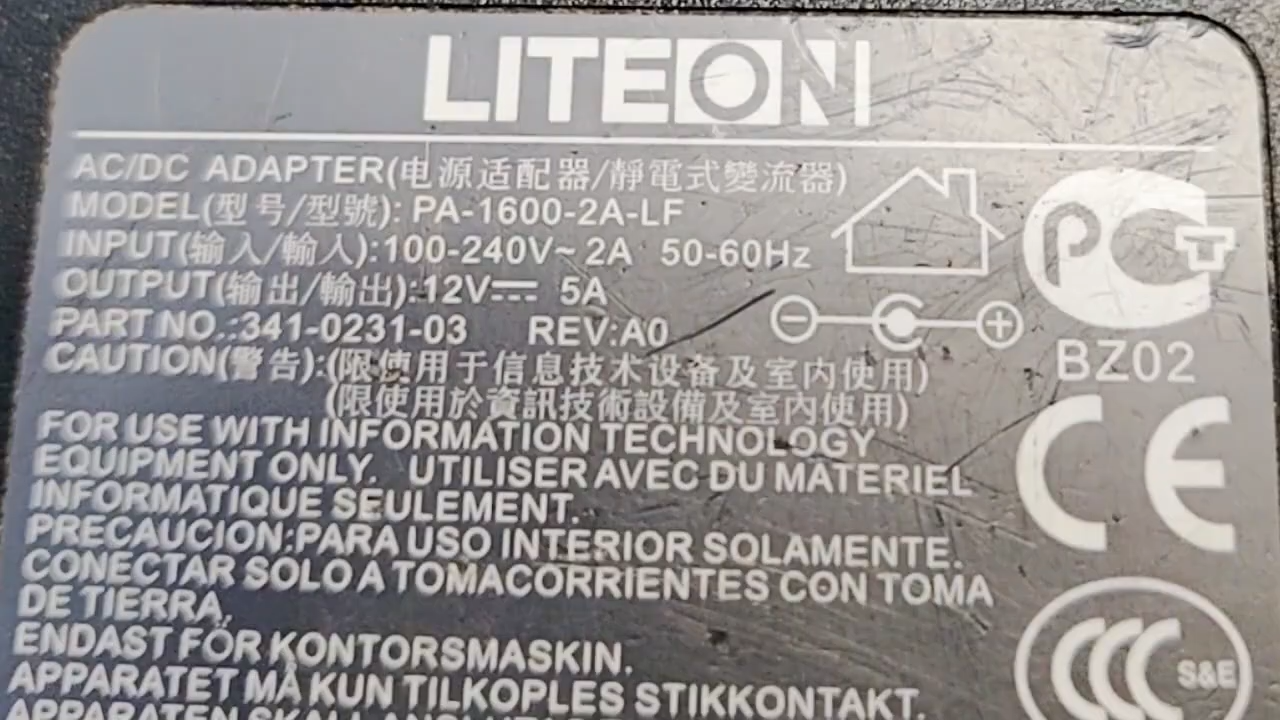 LITEON
AC/DC ADAPTER(电源适配器/靜電式變流器)
MODEL(型号/型號): PA-1600-2A-LF
INPUT(输入/輸入):100-240V~ 2A 50-60Hz
OUTPUT(输出/輸出):12V⎓ 5A
PART NO.:341-0231-03 REV:A0
CAUTION(警告):(限使用于信息技术设备及室内使用)
(限使用於資訊技術設備及室內使用)
FOR USE WITH INFORMATION TECHNOLOGY
EQUIPMENT ONLY. UTILISER AVEC DU MATERIEL
INFORMATIQUE SEULEMENT.
PRECAUCION:PARA USO INTERIOR SOLAMENTE.
CONECTAR SOLO A TOMACORRIENTES CON TOMA
DE TIERRA.
ENDAST FÖR KONTORSMASKIN.
APPARATET MÅ KUN TILKOPLES STIKKONTAKT.
APPARATEN SKALL
PCT
BZ02
CE
CCC S&E